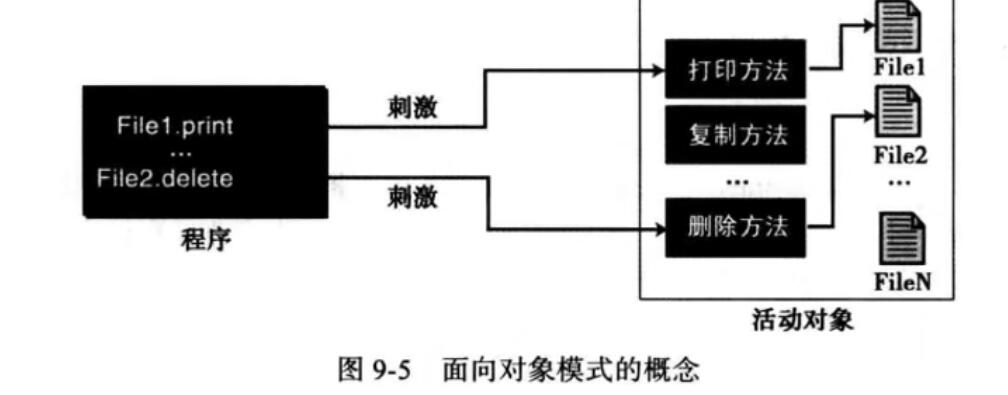 File1.print
...
File2.delete
程序
刺激
刺激
打印方法
复制方法
...
删除方法
File1
File2
...
FileN
活动对象
图 9-5 面向对象模式的概念